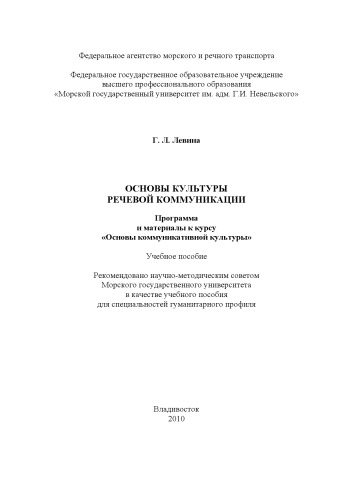 Федеральное агентство морского и речного транспорта
Федеральное государственное образовательное учреждение
высшего профессионального образования
«Морской государственный университет им. адм. Г.И. Невельского»
Г. Л. Левина
ОСНОВЫ КУЛЬТУРЫ
РЕЧЕВОЙ КОММУНИКАЦИИ
Программа
и материалы к курсу
«Основы коммуникативной культуры»
Учебное пособие
Рекомендовано научно-методическим советом
Морского государственного университета
в качестве учебного пособия
для специальностей гуманитарного профиля
Владивосток
2010